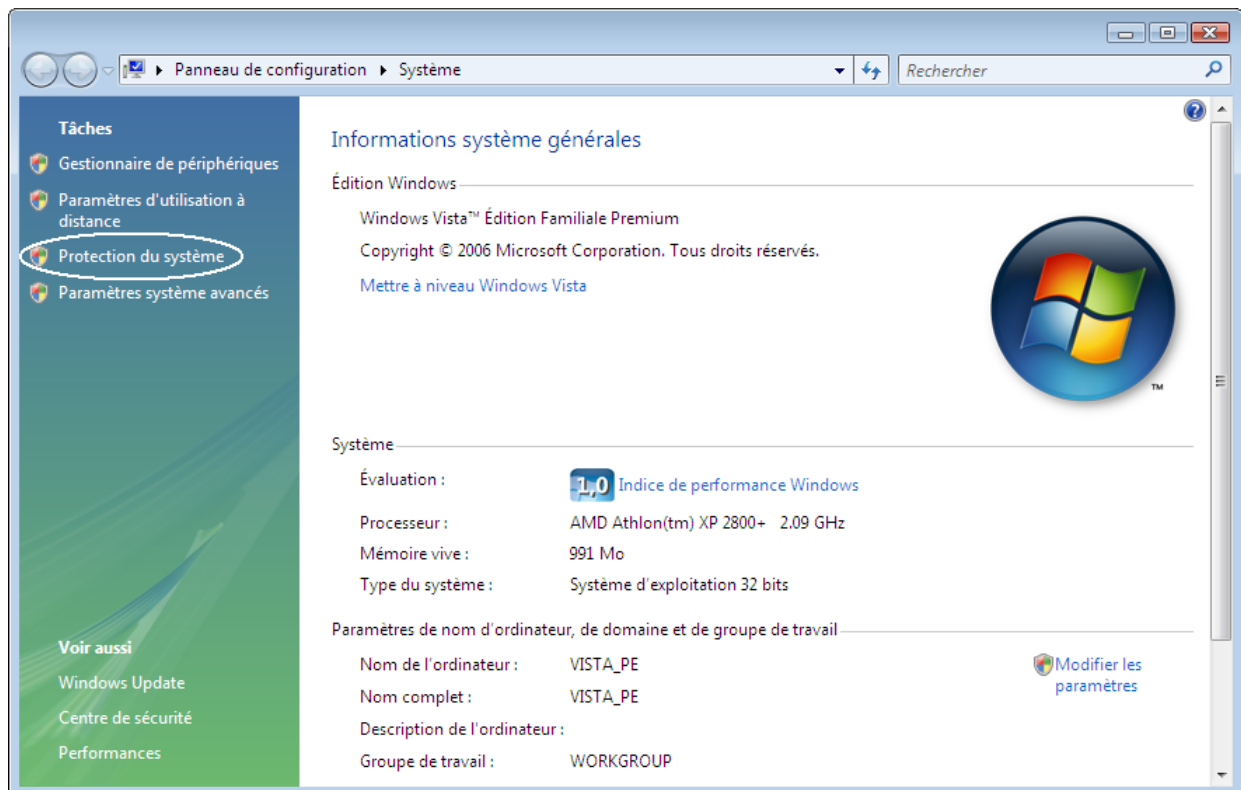 Panneau de configuration ▸ Système
Rechercher
Tâches
Gestionnaire de périphériques
Paramètres d'utilisation à
distance
Protection du système
Paramètres système avancés
Voir aussi
Windows Update
Centre de sécurité
Performances
Informations système générales
Édition Windows
Windows Vista™ Édition Familiale Premium
Copyright © 2006 Microsoft Corporation. Tous droits réservés.
Mettre à niveau Windows Vista
TM
Système
Évaluation :
1,0 Indice de performance Windows
Processeur : AMD Athlon(tm) XP 2800+ 2.09 GHz
Mémoire vive : 991 Mo
Type du système : Système d'exploitation 32 bits
Paramètres de nom d'ordinateur, de domaine et de groupe de travail
Nom de l'ordinateur : VISTA_PE
Nom complet : VISTA_PE
Description de l'ordinateur :
Groupe de travail : WORKGROUP
Modifier les
paramètres